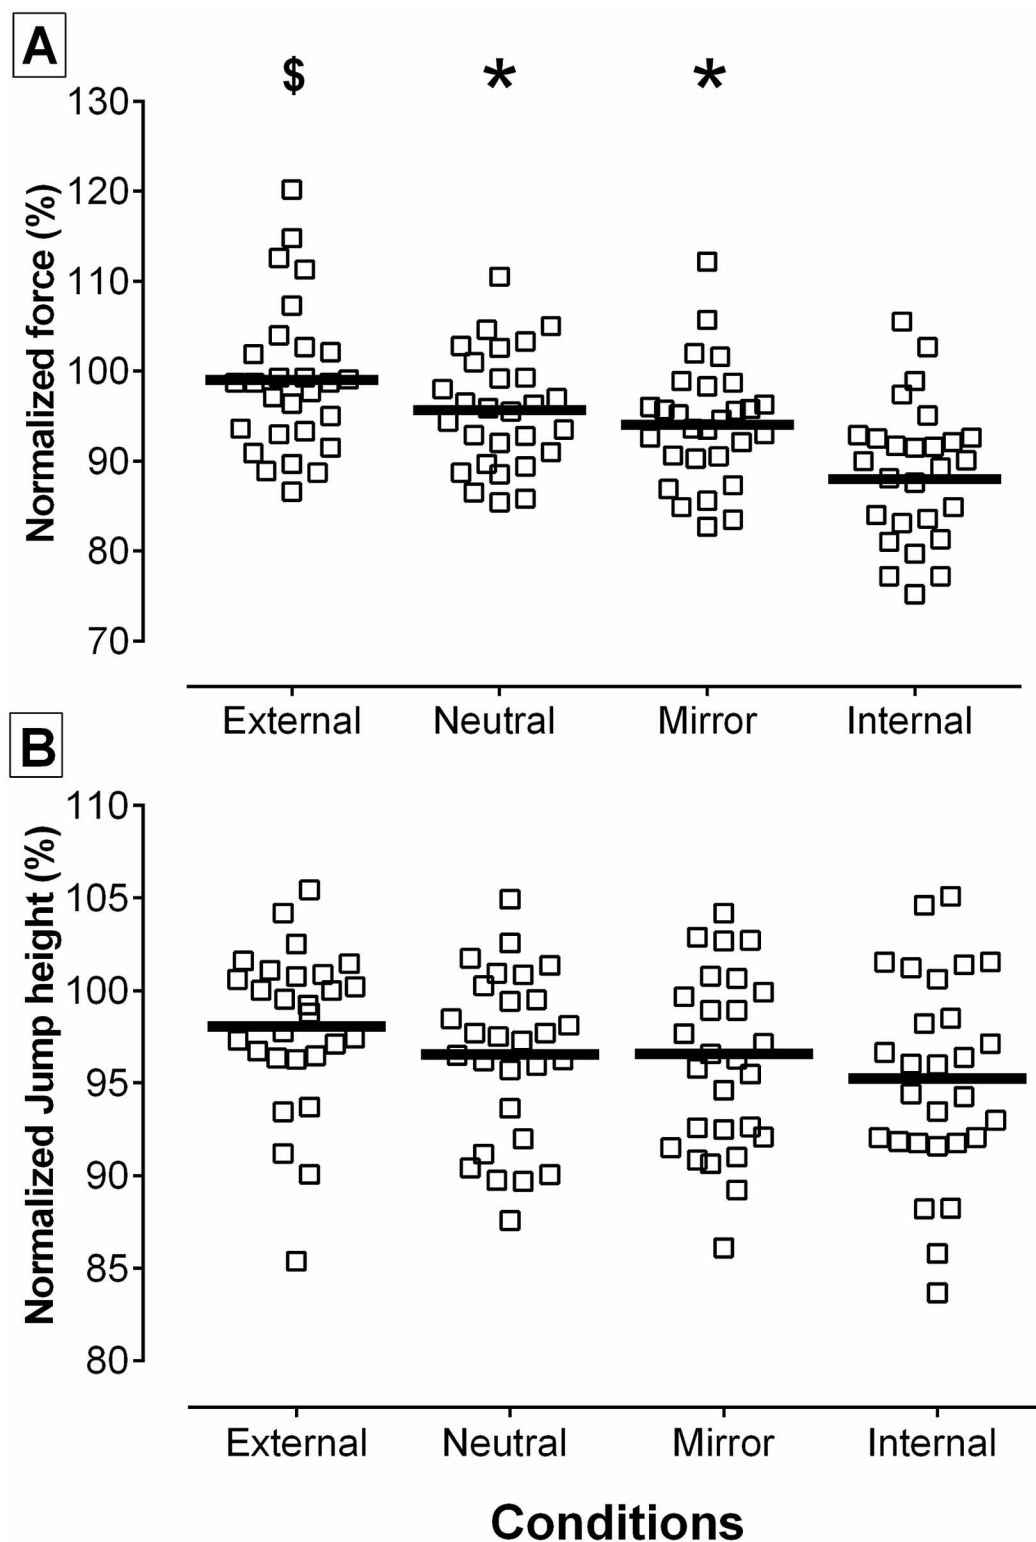 A
$ * *
Normalized force (%)
130
120
110
100
90
80
70
External Neutral Mirror Internal
B
Normalized Jump height (%)
110
105
100
95
90
85
80
External Neutral Mirror Internal
Conditions